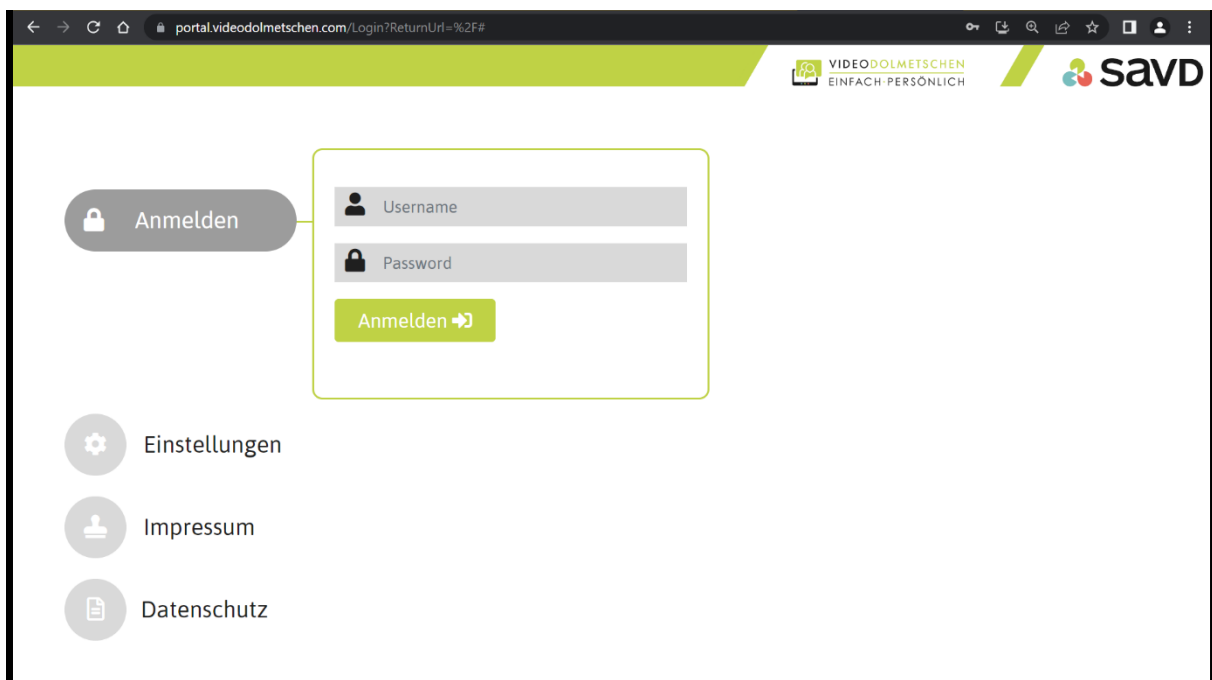 portal.videodolmetschen.com/Login?ReturnUrl=%2F#
VIDEODOLMETSCHEN
EINFACH·PERSÖNLICH
savd
Anmelden
Username
Password
Anmelden
Einstellungen
Impressum
Datenschutz